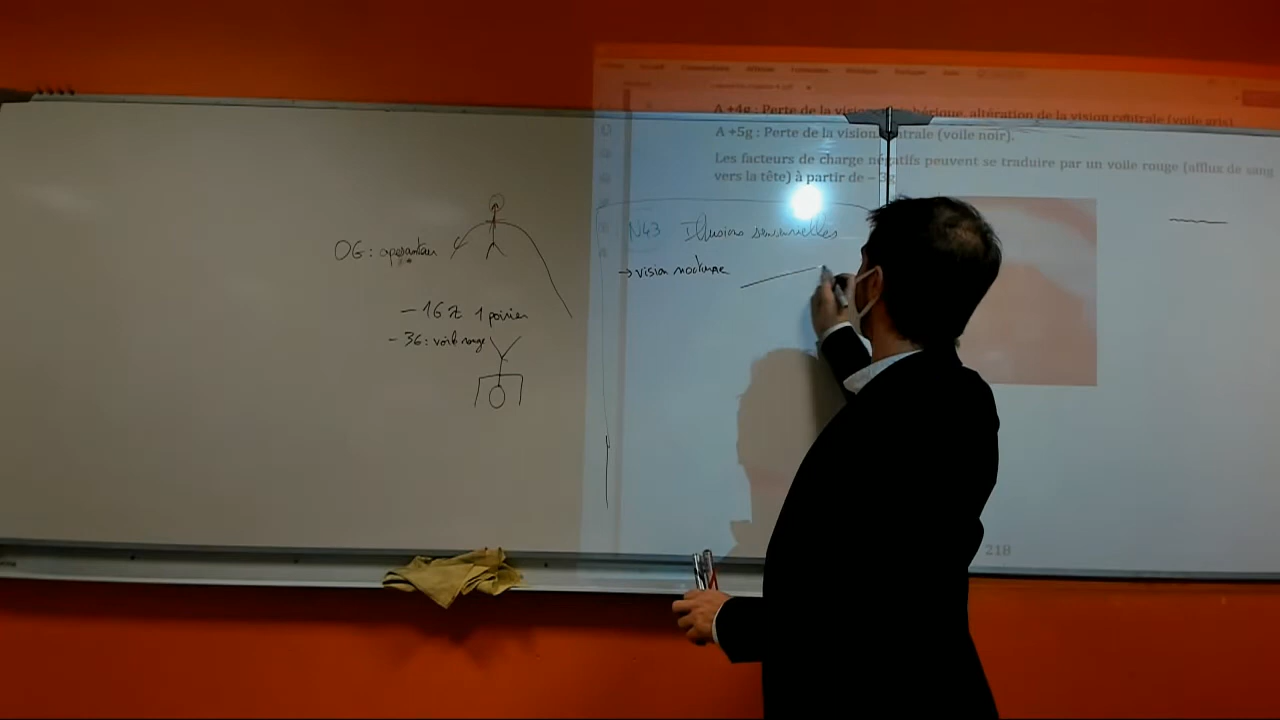 A +4g : Perte de la vision périphérique, altération de la vision centrale (voile gris).
A +5g : Perte de la vision centrale (voile noir).
Les facteurs de charge négatifs peuvent se traduire par un voile rouge (afflux de sang
vers la tête) à partir de – 3g
N43 Illusions sensorielles
→ vision nocturne
0G : apesanteur
- 1G 1 poirier
- 3G : voile rouge
218